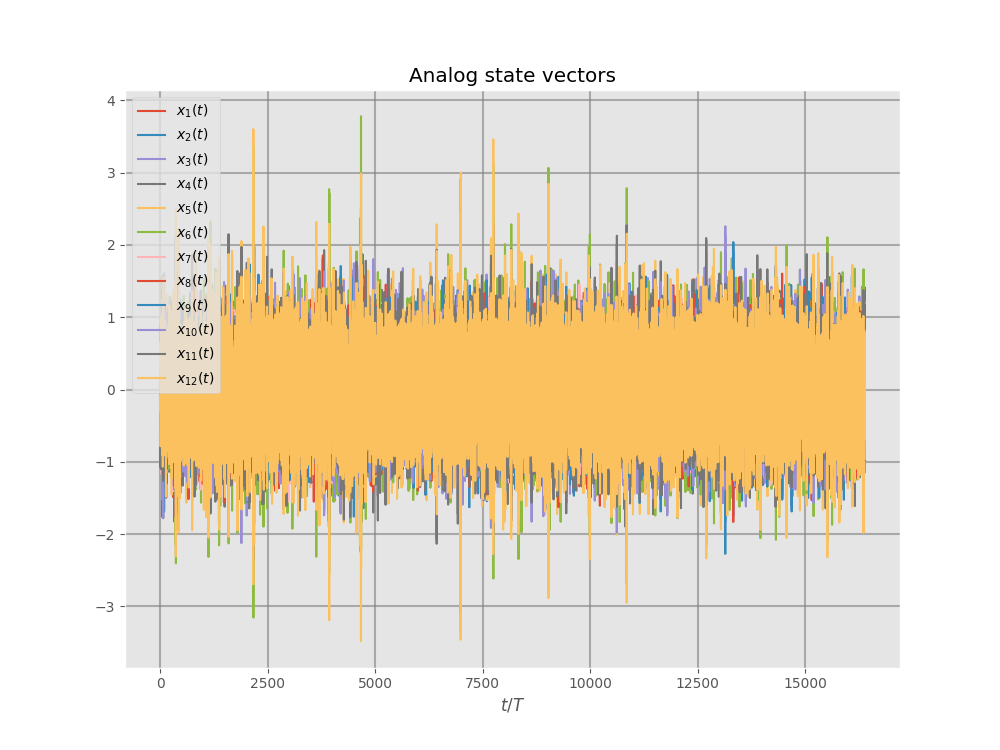 Analog state vectors
4
3
2
1
0
−1
−2
−3
x₁(t)
x₂(t)
x₃(t)
x₄(t)
x₅(t)
x₆(t)
x₇(t)
x₈(t)
x₉(t)
x₁₀(t)
x₁₁(t)
x₁₂(t)
0 2500 5000 7500 10000 12500 15000
t/T